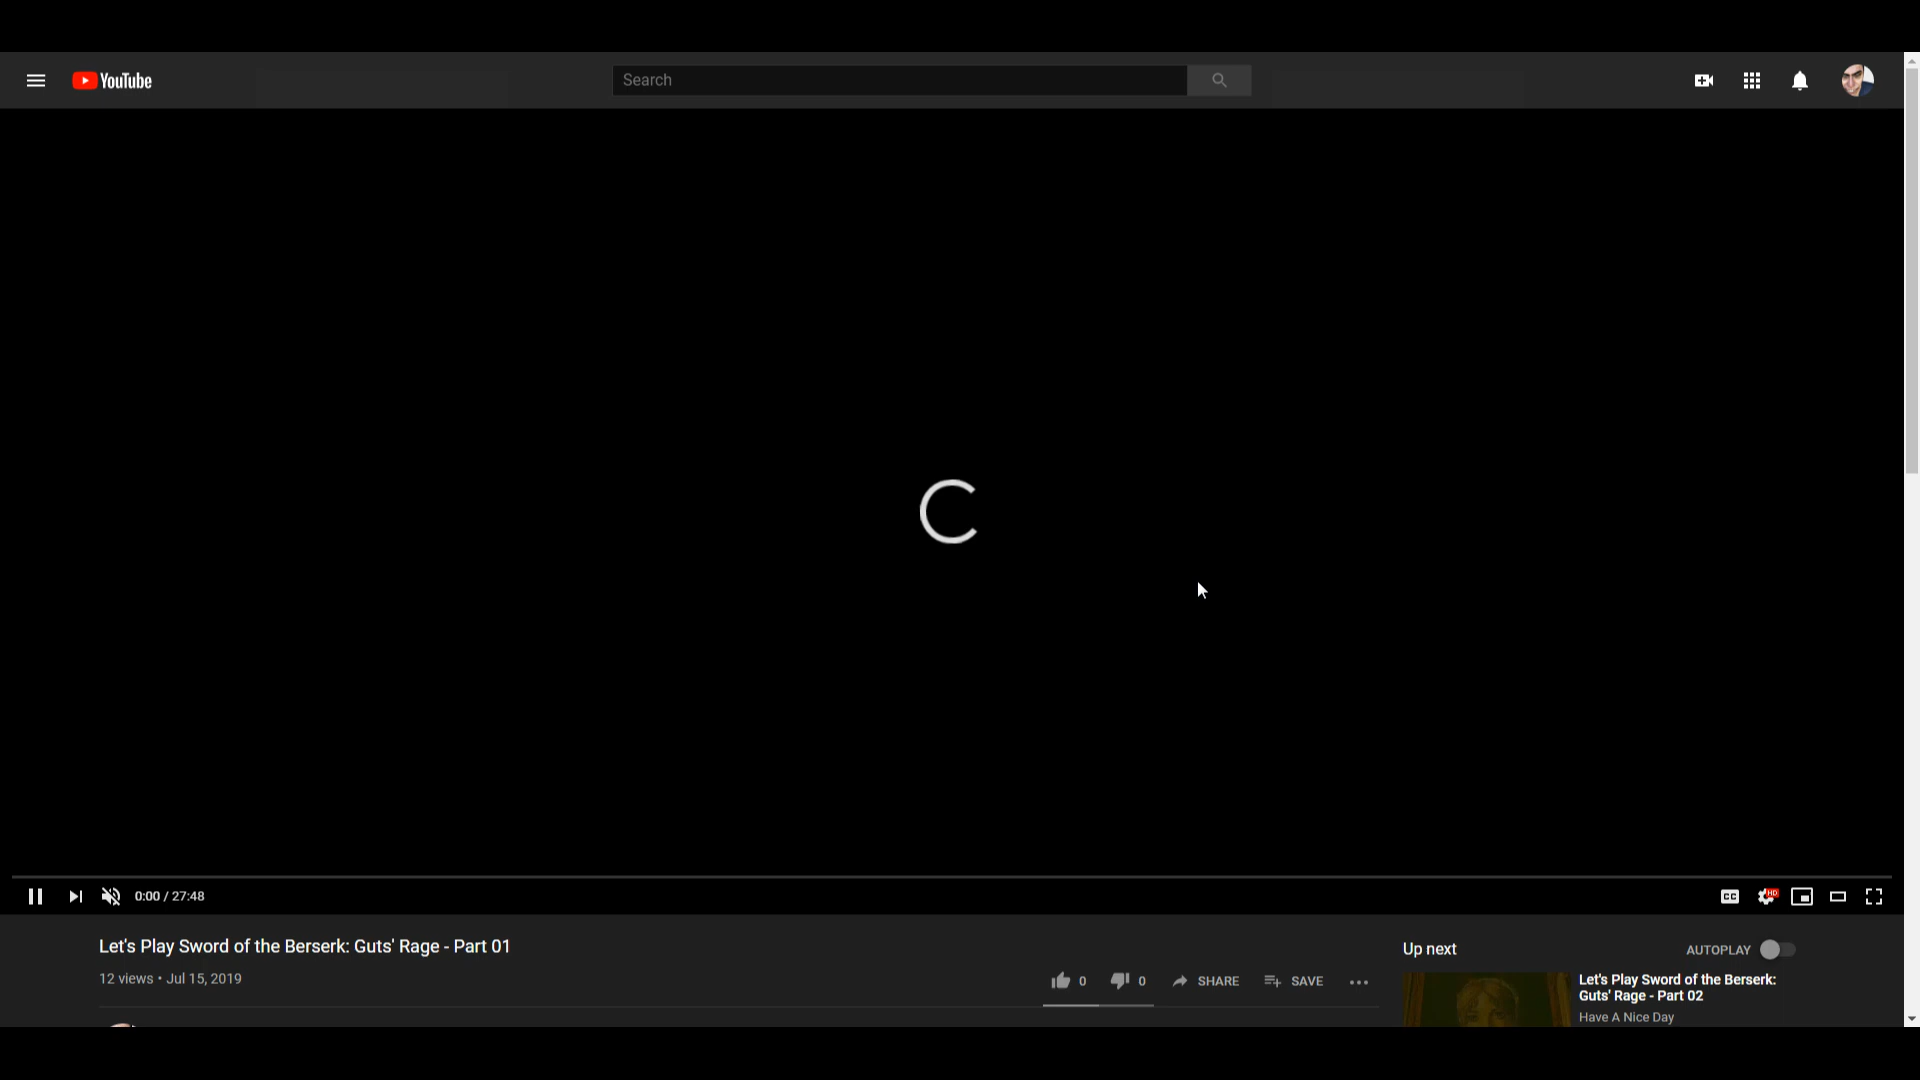 YouTube
Search
0:00 / 27:48
CC
HD
Let's Play Sword of the Berserk: Guts' Rage - Part 01
12 views • Jul 15, 2019
0
0
SHARE
SAVE
Up next
AUTOPLAY
Let's Play Sword of the Berserk:
Guts' Rage - Part 02
Have A Nice Day